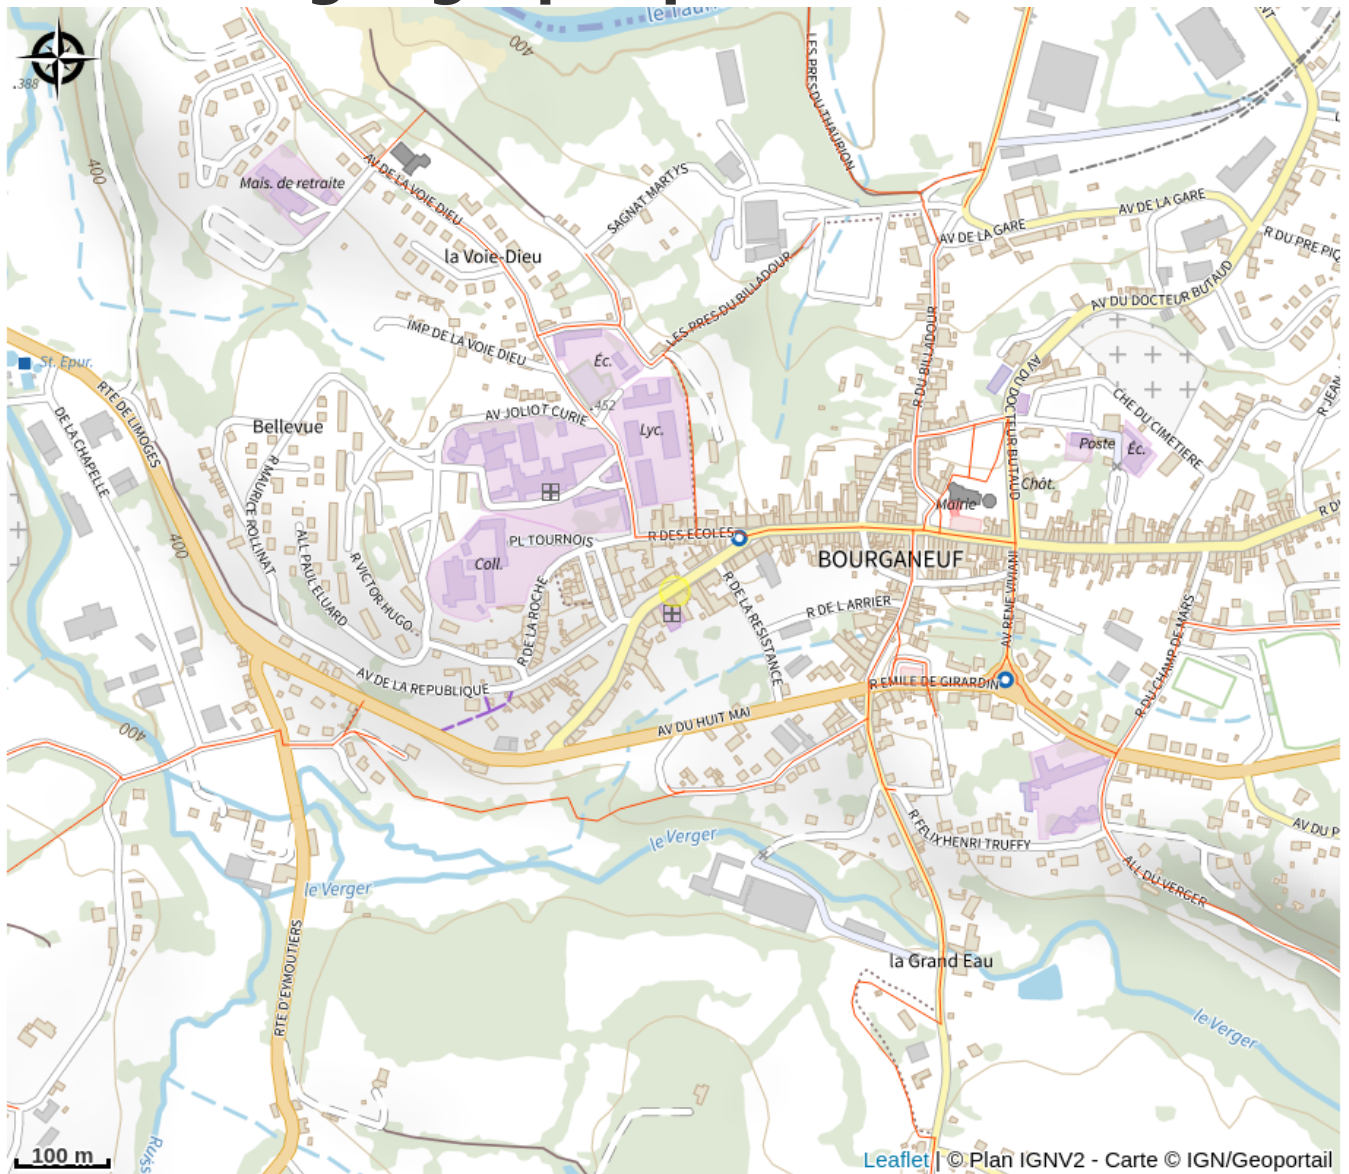 le Taurion
400
.388
400
LES PRES DU THAURION
Mais. de retraite
AV DE LA VOIE DIEU
SAGNAT MARTYS
la Voie-Dieu
AV DE LA GARE
AV DE LA GARE
R DU PRE PIQ
LES PRES DU BILLADOUR
AV DU DOCTEUR BUTAUD
IMP DE LA VOIE DIEU
R DU BILLADOUR
St. Epur.
Éc.
AV DU DOCTEUR BUTAUD
RTE DE LIMOGES
CHE DU CIMETIERE
R JEAN
DE LA CHAPELLE
Bellevue
AV JOLIOT CURIE
.452
Lyc.
Poste
Éc.
R MAURICE ROLLINAT
Chât.
Mairie
R DU
400
ALL PAUL ELUARD
R VICTOR HUGO
PL TOURNOIS
R DES ECOLES
BOURGANEUF
Coll.
R DE LA ROCHE
R DE LA RESISTANCE
R DE L ARRIER
AV RENE VIVIANI
R DU CHAMP DE MARS
AV DE LA REPUBLIQUE
R EMILE DE GIRARDIN
AV DU HUIT MAI
400
le Verger
R FELIX HENRI TRUFFY
AV DU P
ALL DU VERGER
le Verger
RTE D'EYMOUTIERS
la Grand Eau
le Verger
Ruiss
100 m
Leaflet | © Plan IGNV2 - Carte © IGN/Geoportail